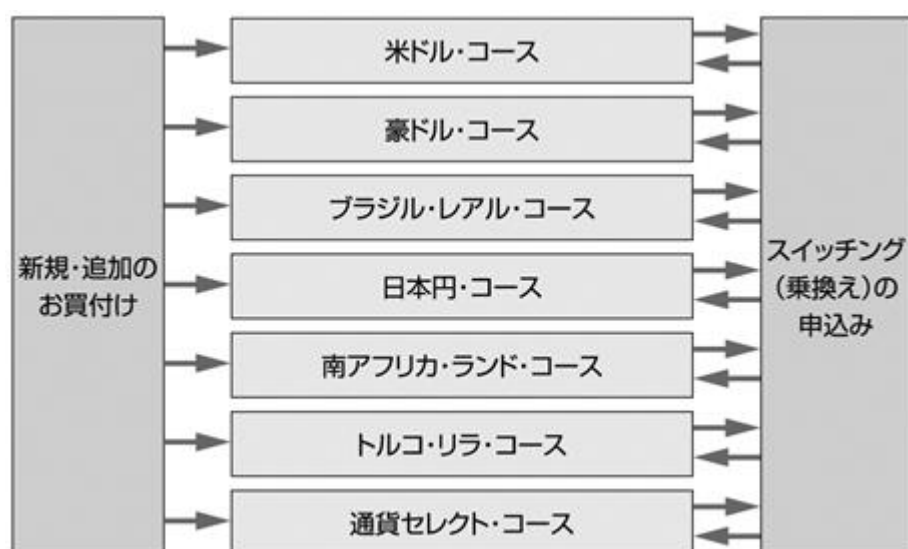 新規・追加の
お買付け
米ドル・コース
豪ドル・コース
ブラジル・レアル・コース
日本円・コース
南アフリカ・ランド・コース
トルコ・リラ・コース
通貨セレクト・コース
スイッチング
(乗換え)の
申込み